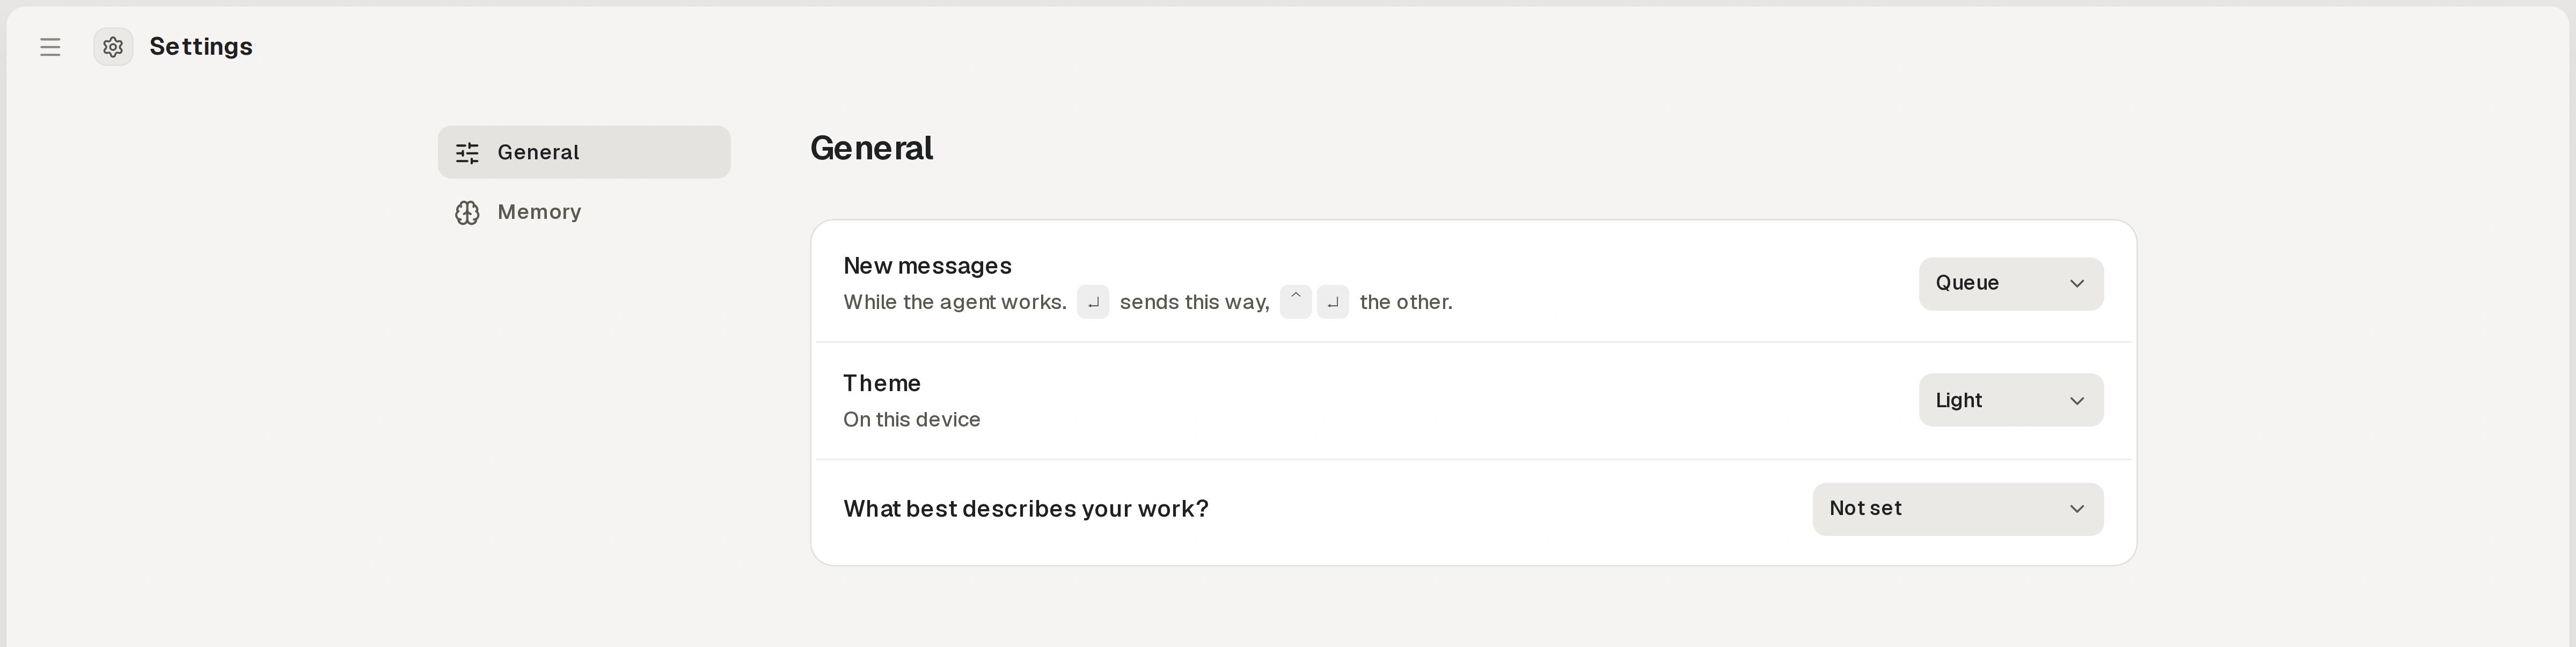 Settings
General
Memory
General
New messages
While the agent works. ↵ sends this way, ^ ↵ the other.
Queue
Theme
On this device
Light
What best describes your work?
Not set